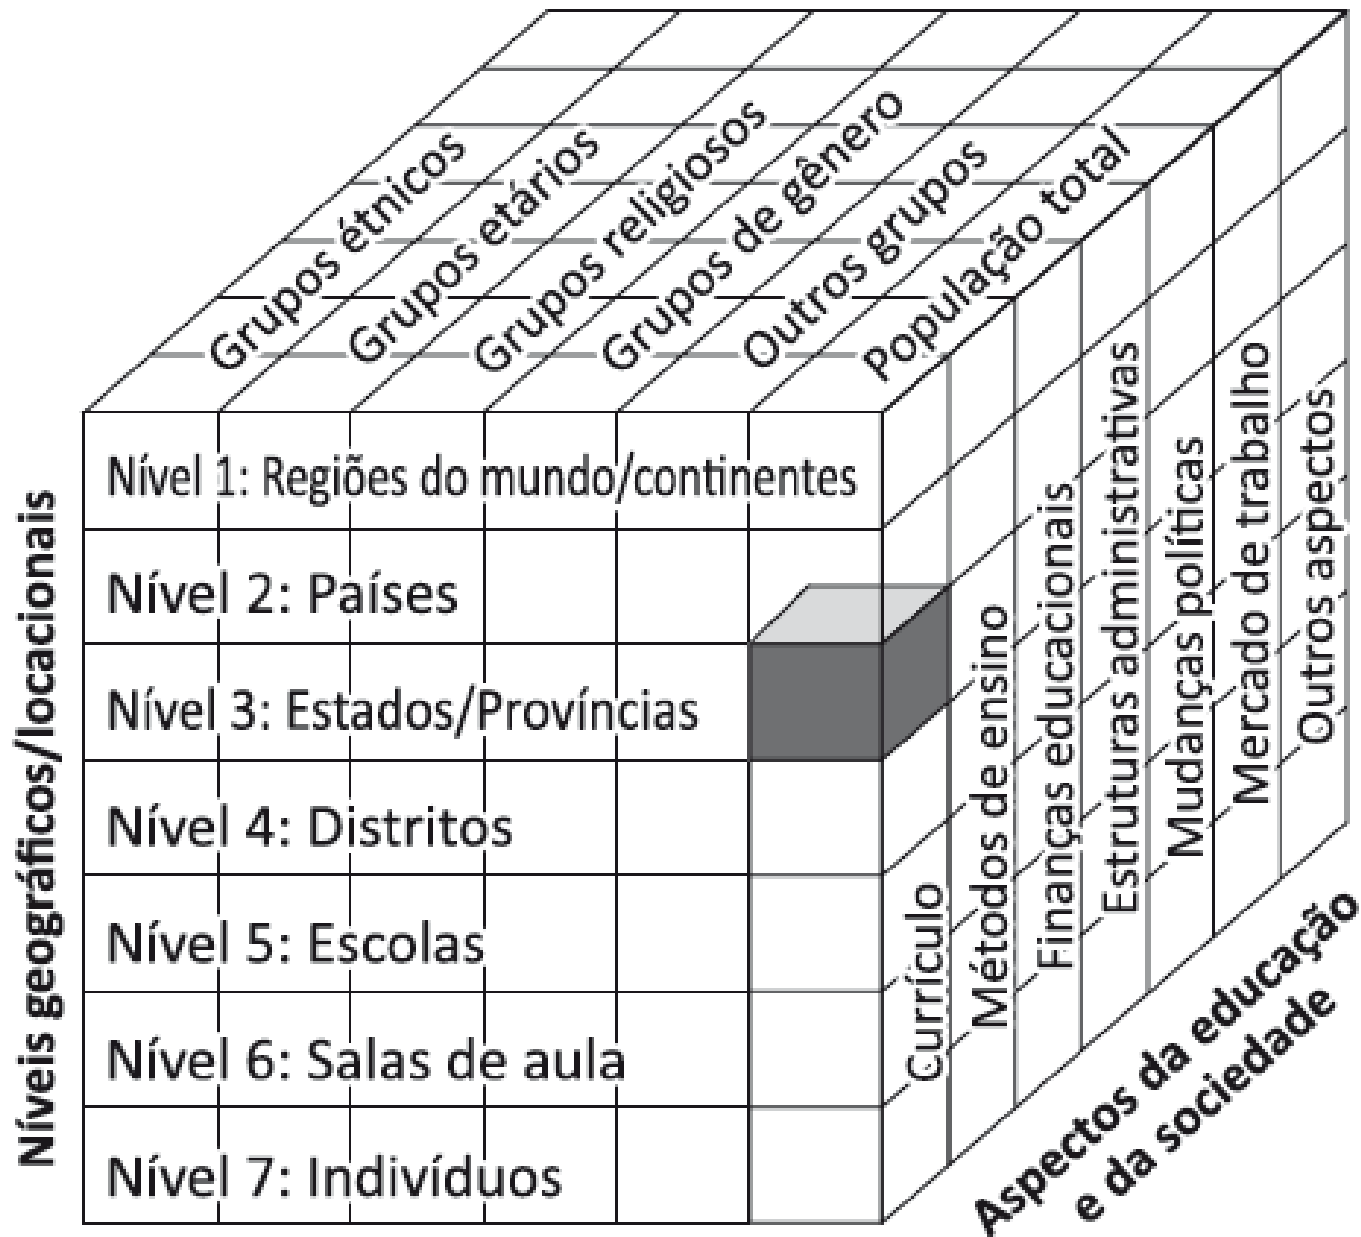 Grupos étnicos
Grupos etários
Grupos religiosos
Grupos de gênero
Outros grupos
População total
Níveis geográficos/locacionais
Nível 1: Regiões do mundo/continentes
Nível 2: Países
Nível 3: Estados/Províncias
Nível 4: Distritos
Nível 5: Escolas
Nível 6: Salas de aula
Nível 7: Indivíduos
Currículo
Métodos de ensino
Finanças educacionais
Estruturas administrativas
Mudanças políticas
Mercado de trabalho
Outros aspectos
Aspectos da educação
e da sociedade